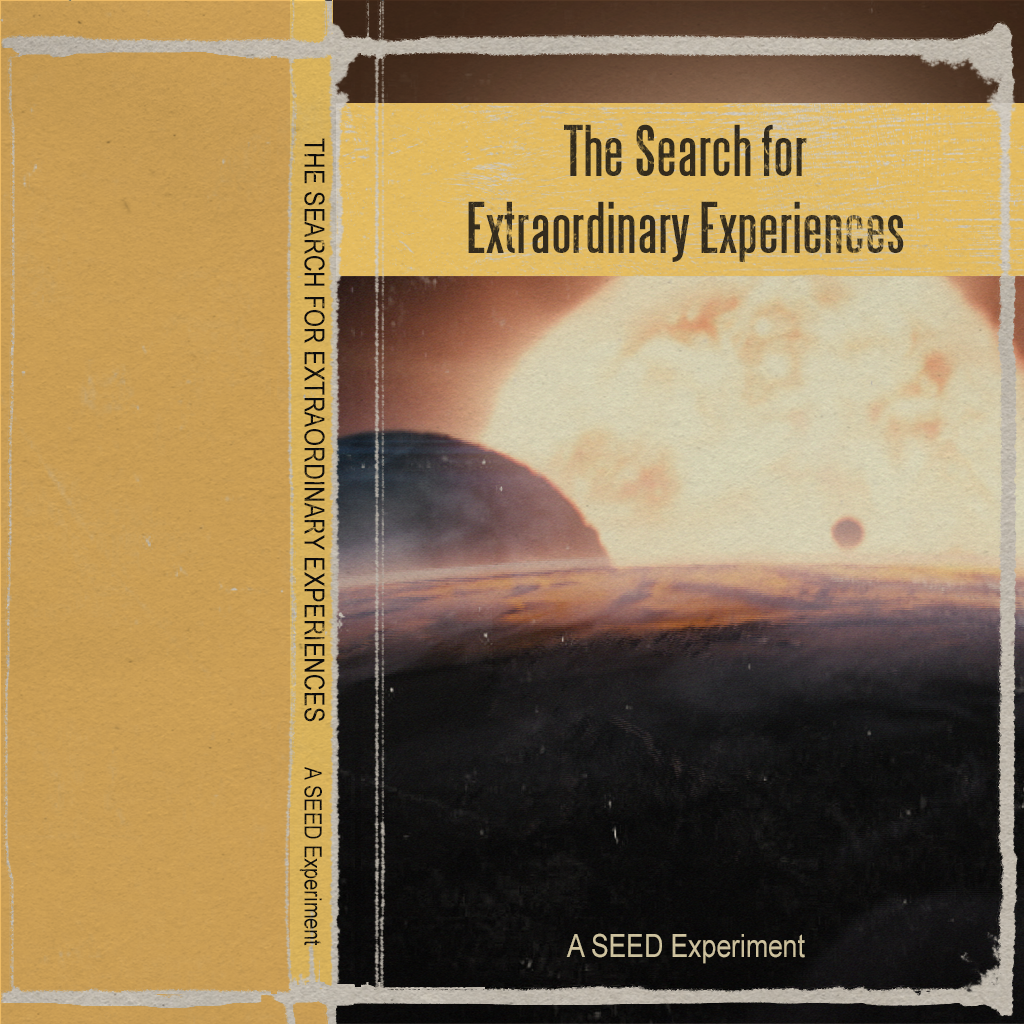 THE SEARCH FOR EXTRAORDINARY EXPERIENCES A SEED Experiment
The Search for
Extraordinary Experiences
A SEED Experiment